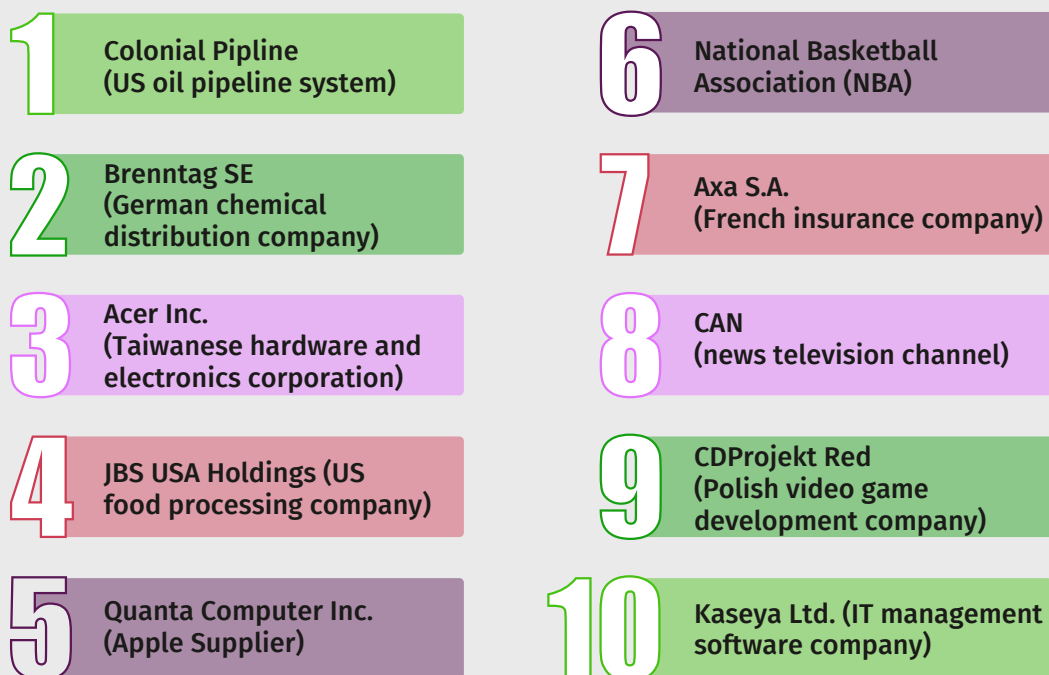 1
Colonial Pipline
(US oil pipeline system)
2
Brenntag SE
(German chemical
distribution company)
3
Acer Inc.
(Taiwanese hardware and
electronics corporation)
4
JBS USA Holdings (US
food processing company)
5
Quanta Computer Inc.
(Apple Supplier)
6
National Basketball
Association (NBA)
7
Axa S.A.
(French insurance company)
8
CAN
(news television channel)
9
CDProjekt Red
(Polish video game
development company)
10
Kaseya Ltd. (IT management
software company)